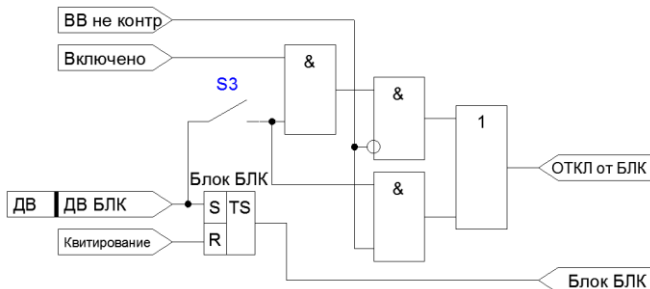 ВВ не контр
Включено
&
S3
&
1
ОТКЛ от БЛК
Блок БЛК
&
ДВ
ДВ БЛК
S
TS
R
Квитирование
Блок БЛК